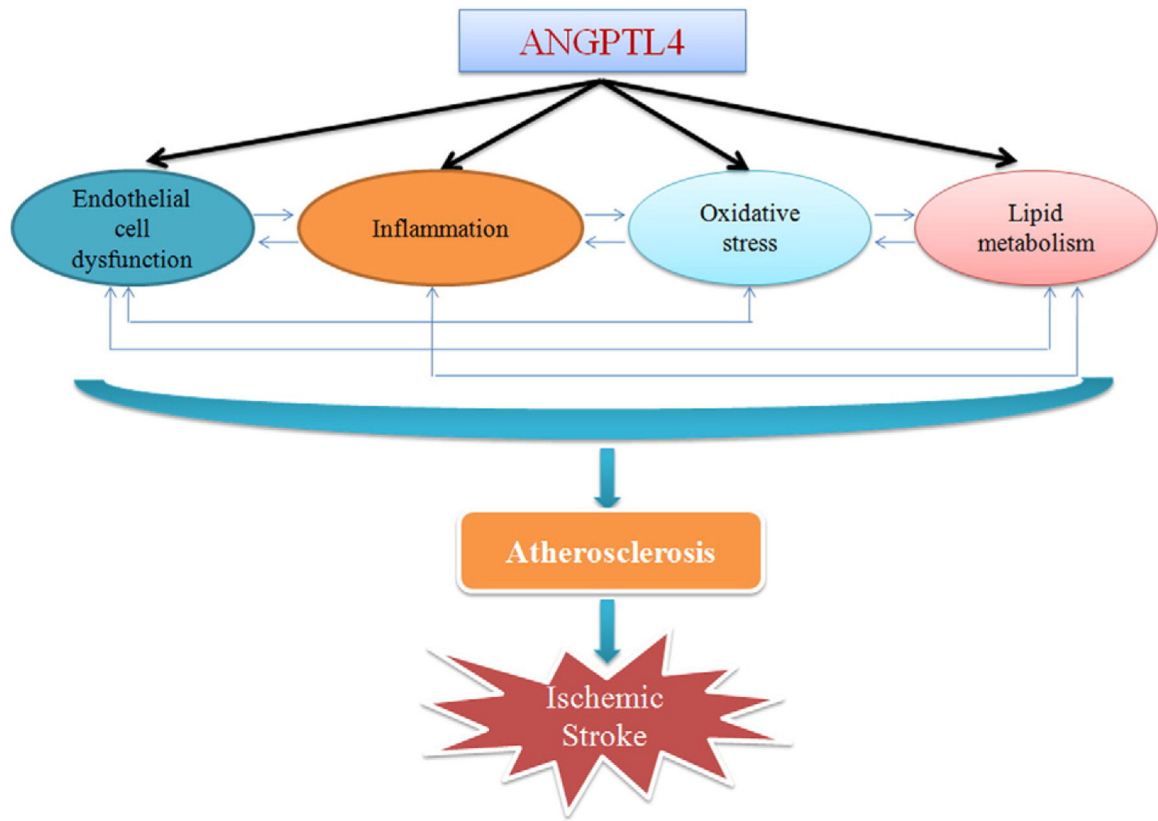 ANGPTL4
Endothelial
cell
dysfunction
Inflammation
Oxidative
stress
Lipid
metabolism
Atherosclerosis
Ischemic
Stroke